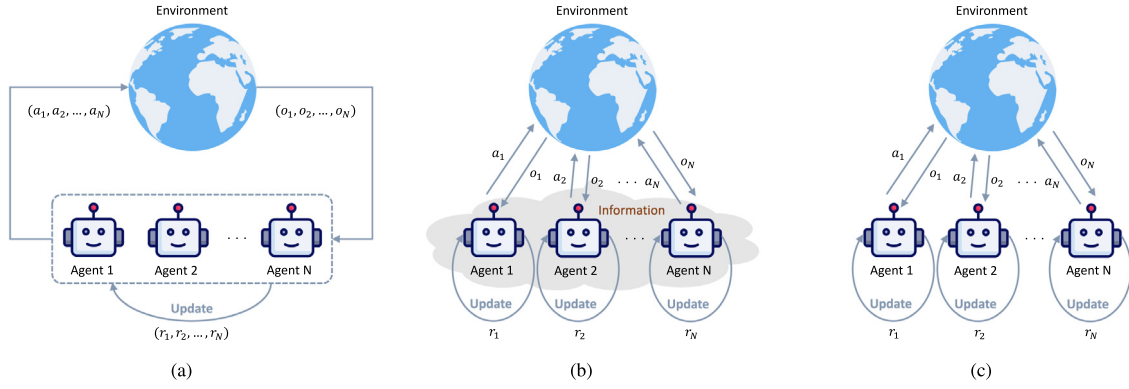 Environment
(a₁, a₂, ..., a_N)
(o₁, o₂, ..., o_N)
Agent 1
Agent 2
. . .
Agent N
Update
(r₁, r₂, ..., r_N)
(a)
Environment
a₁
o₁
a₂
o₂
. . .
a_N
o_N
Information
Agent 1
Agent 2
. . .
Agent N
Update
Update
Update
r₁
r₂
r_N
(b)
Environment
a₁
o₁
a₂
o₂
. . .
a_N
o_N
Agent 1
Agent 2
. . .
Agent N
Update
Update
Update
r₁
r₂
r_N
(c)